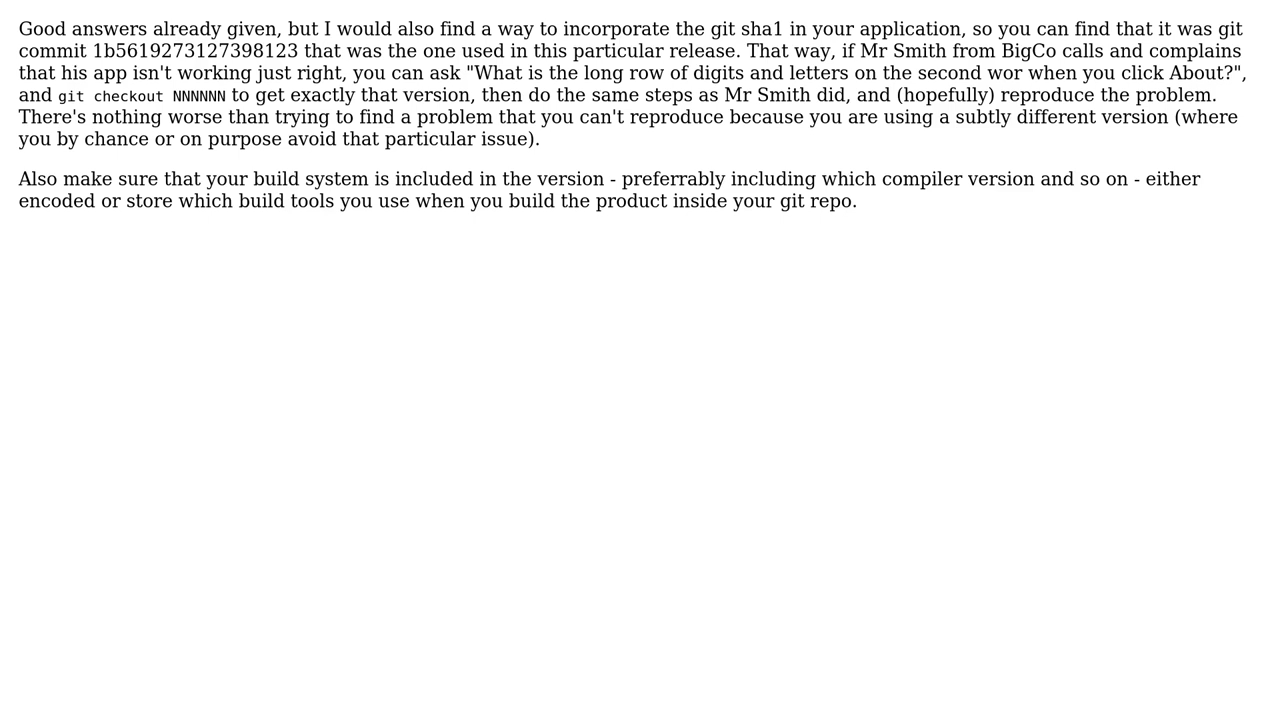 Good answers already given, but I would also find a way to incorporate the git sha1 in your application, so you can find that it was git
commit 1b5619273127398123 that was the one used in this particular release. That way, if Mr Smith from BigCo calls and complains
that his app isn't working just right, you can ask "What is the long row of digits and letters on the second wor when you click About?",
and git checkout NNNNNN to get exactly that version, then do the same steps as Mr Smith did, and (hopefully) reproduce the problem.
There's nothing worse than trying to find a problem that you can't reproduce because you are using a subtly different version (where
you by chance or on purpose avoid that particular issue).
Also make sure that your build system is included in the version - preferrably including which compiler version and so on - either
encoded or store which build tools you use when you build the product inside your git repo.